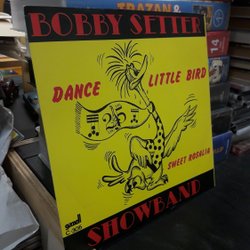 TRAZAN &
BOBBY SETTER
DANCE
LITTLE BIRD
SWEET ROSALIA
SHOWBAND